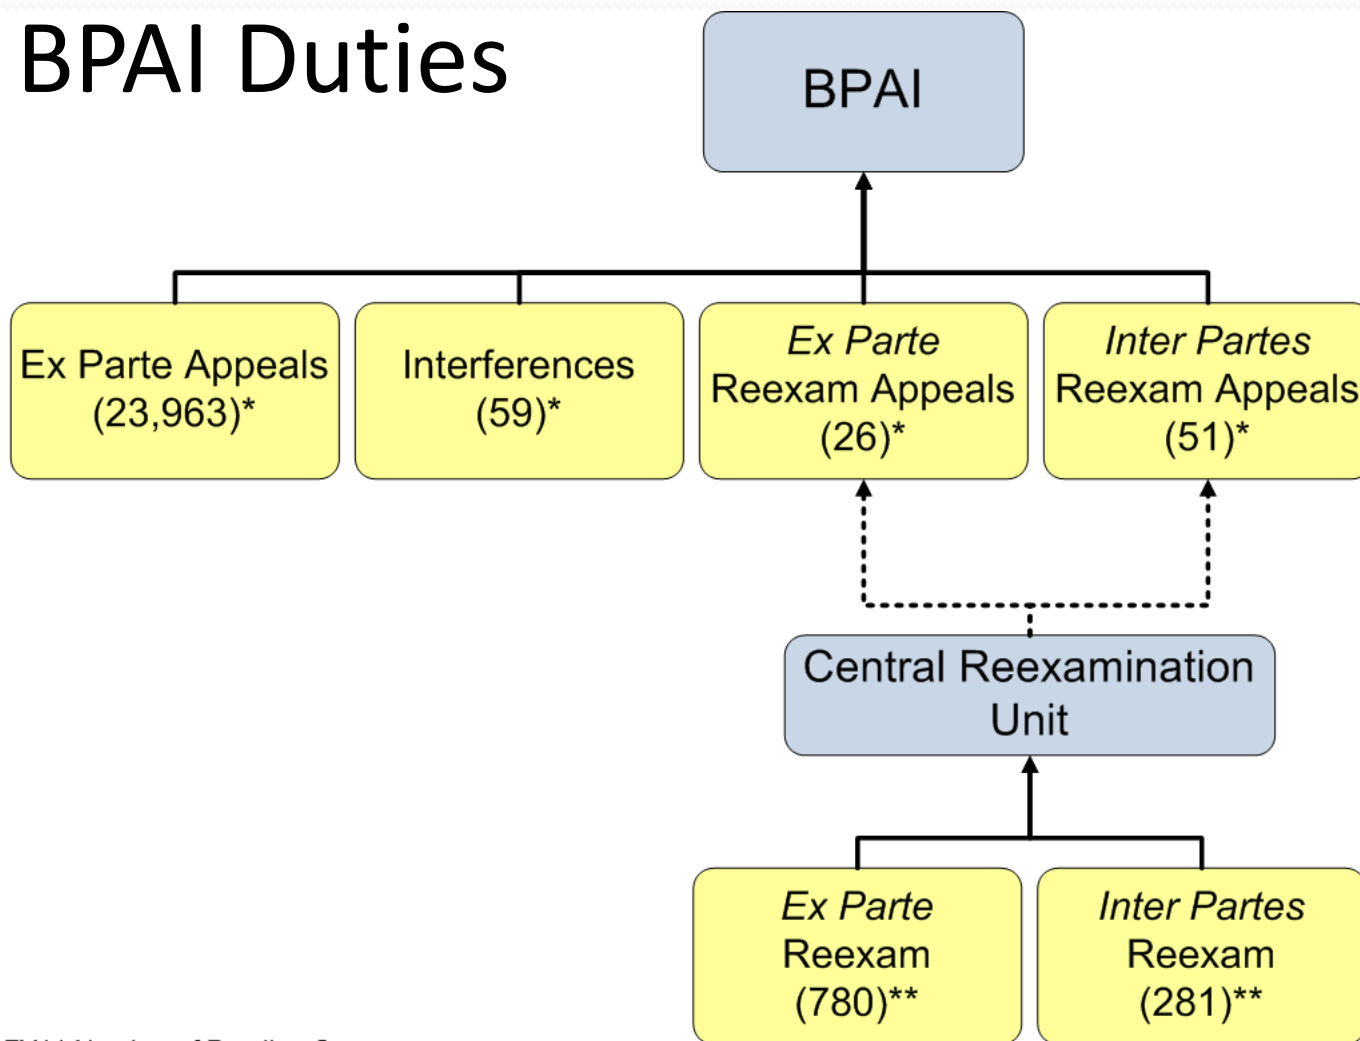 BPAI Duties
BPAI
Ex Parte Appeals
(23,963)*
Interferences
(59)*
Ex Parte
Reexam Appeals
(26)*
Inter Partes
Reexam Appeals
(51)*
Central Reexamination
Unit
Ex Parte
Reexam
(780)**
Inter Partes
Reexam
(281)**